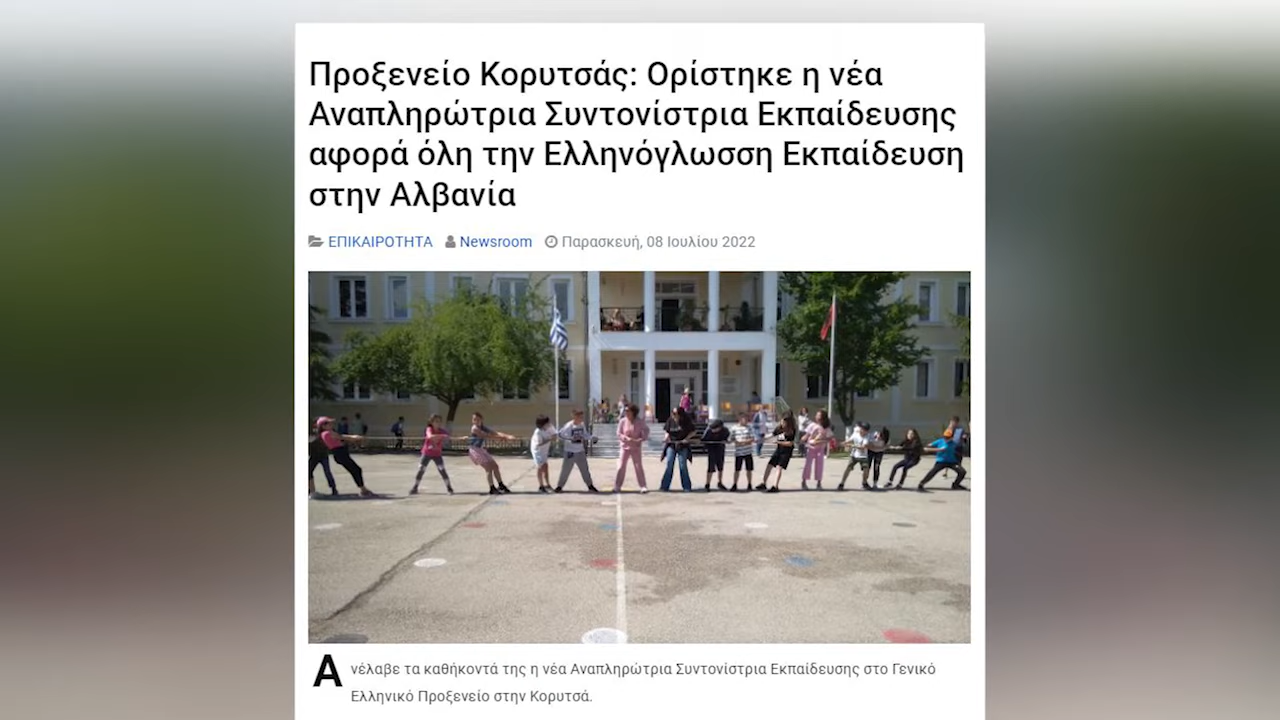 Προξενείο Κορυτσάς: Ορίστηκε η νέα
Αναπληρώτρια Συντονίστρια Εκπαίδευσης
αφορά όλη την Ελληνόγλωσση Εκπαίδευση
στην Αλβανία
ΕΠΙΚΑΙΡΟΤΗΤΑ Newsroom Παρασκευή, 08 Ιουλίου 2022
Ανέλαβε τα καθήκοντά της η νέα Αναπληρώτρια Συντονίστρια Εκπαίδευσης στο Γενικό
Ελληνικό Προξενείο στην Κορυτσά.